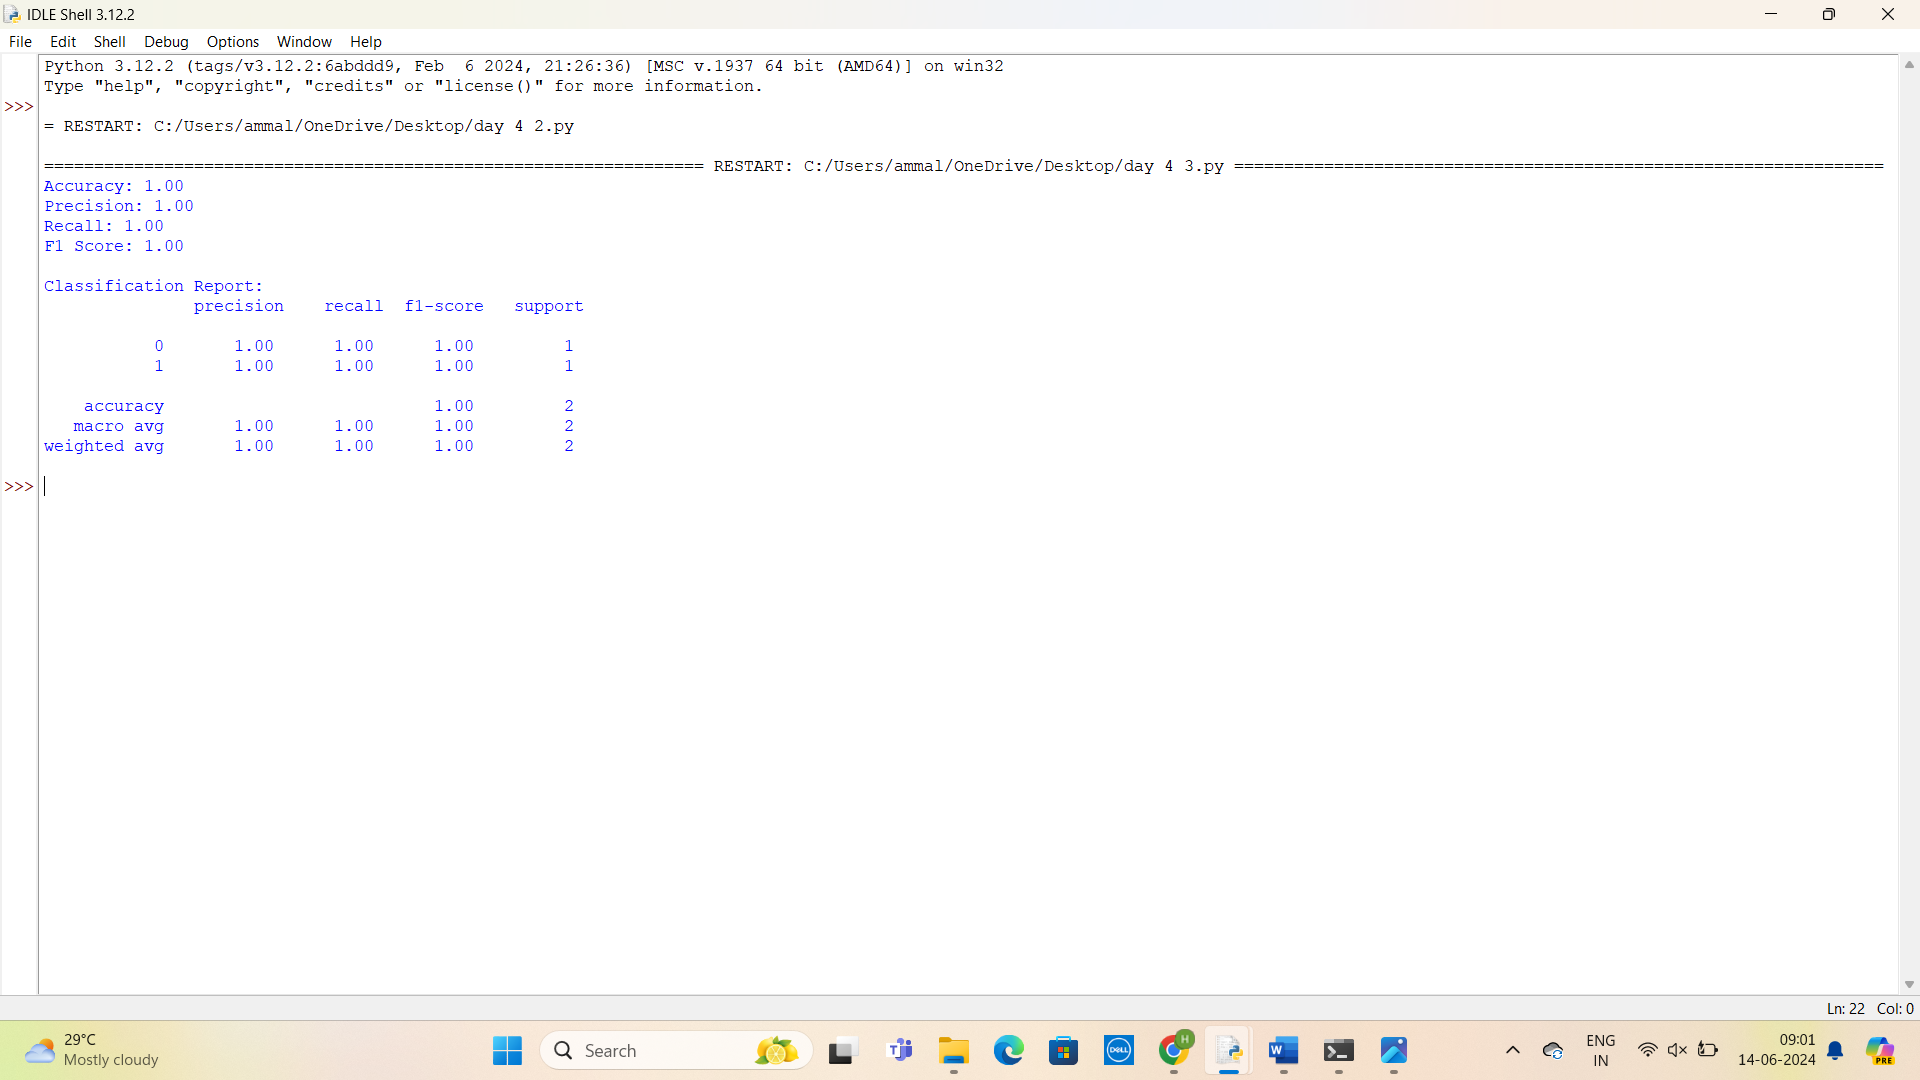 IDLE Shell 3.12.2
File Edit Shell Debug Options Window Help
Python 3.12.2 (tags/v3.12.2:6abddd9, Feb  6 2024, 21:26:36) [MSC v.1937 64 bit (AMD64)] on win32
Type "help", "copyright", "credits" or "license()" for more information.
>>>
= RESTART: C:/Users/ammal/OneDrive/Desktop/day 4 2.py
================================================================== RESTART: C:/Users/ammal/OneDrive/Desktop/day 4 3.py =================================================================
Accuracy: 1.00
Precision: 1.00
Recall: 1.00
F1 Score: 1.00
Classification Report:
precision    recall  f1-score   support
0       1.00      1.00      1.00         1
1       1.00      1.00      1.00         1
accuracy                           1.00         2
macro avg       1.00      1.00      1.00         2
weighted avg       1.00      1.00      1.00         2
>>>
Ln: 22 Col: 0
29°C
Mostly cloudy
Search
DELL
H
W
PRE
ENG
IN
09:01
14-06-2024